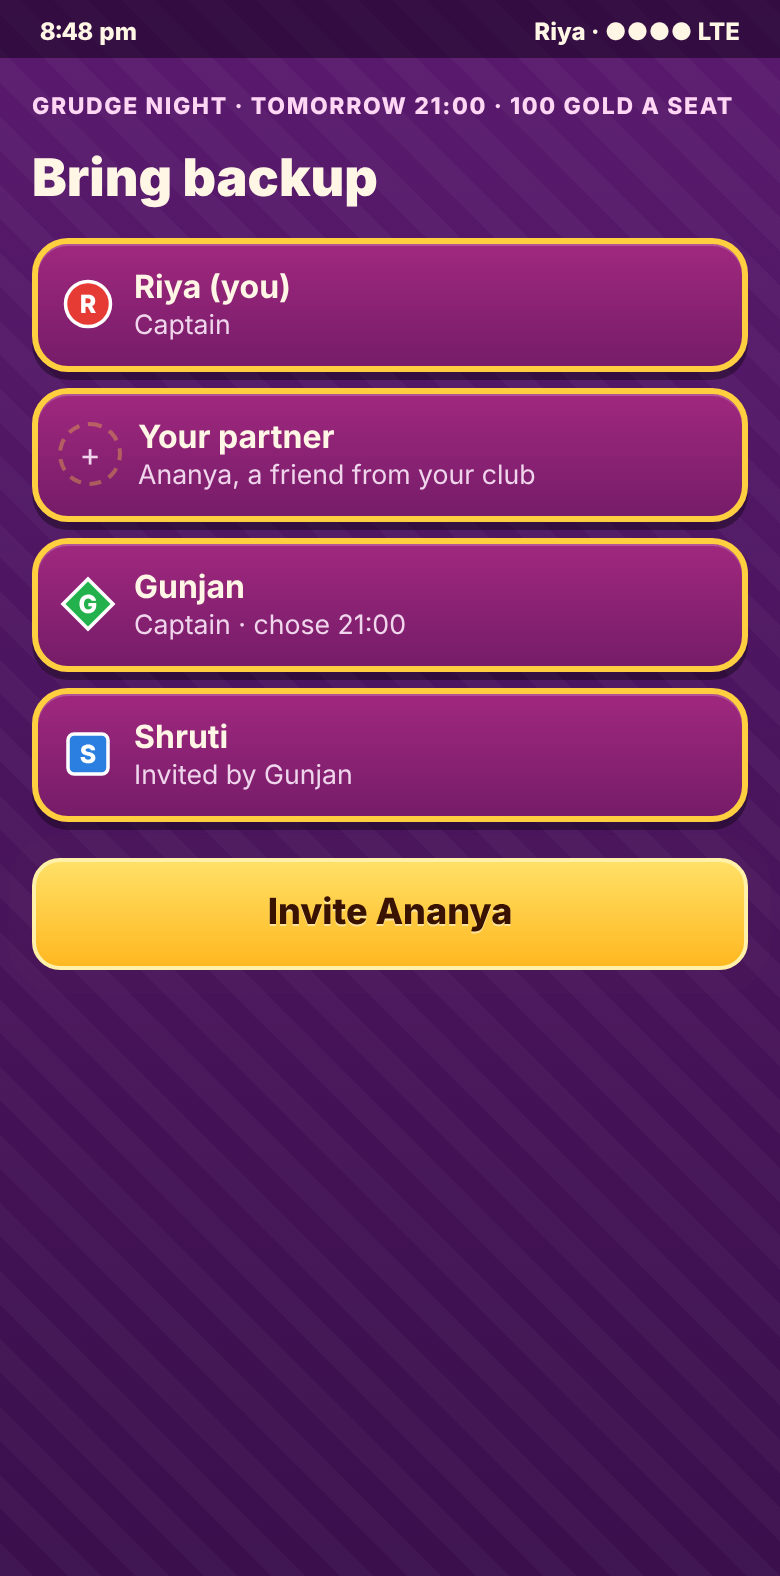 8:48 pm
Riya · ●●●● LTE
GRUDGE NIGHT · TOMORROW 21:00 · 100 GOLD A SEAT
Bring backup
R
Riya (you)
Captain
+
Your partner
Ananya, a friend from your club
G
Gunjan
Captain · chose 21:00
S
Shruti
Invited by Gunjan
Invite Ananya